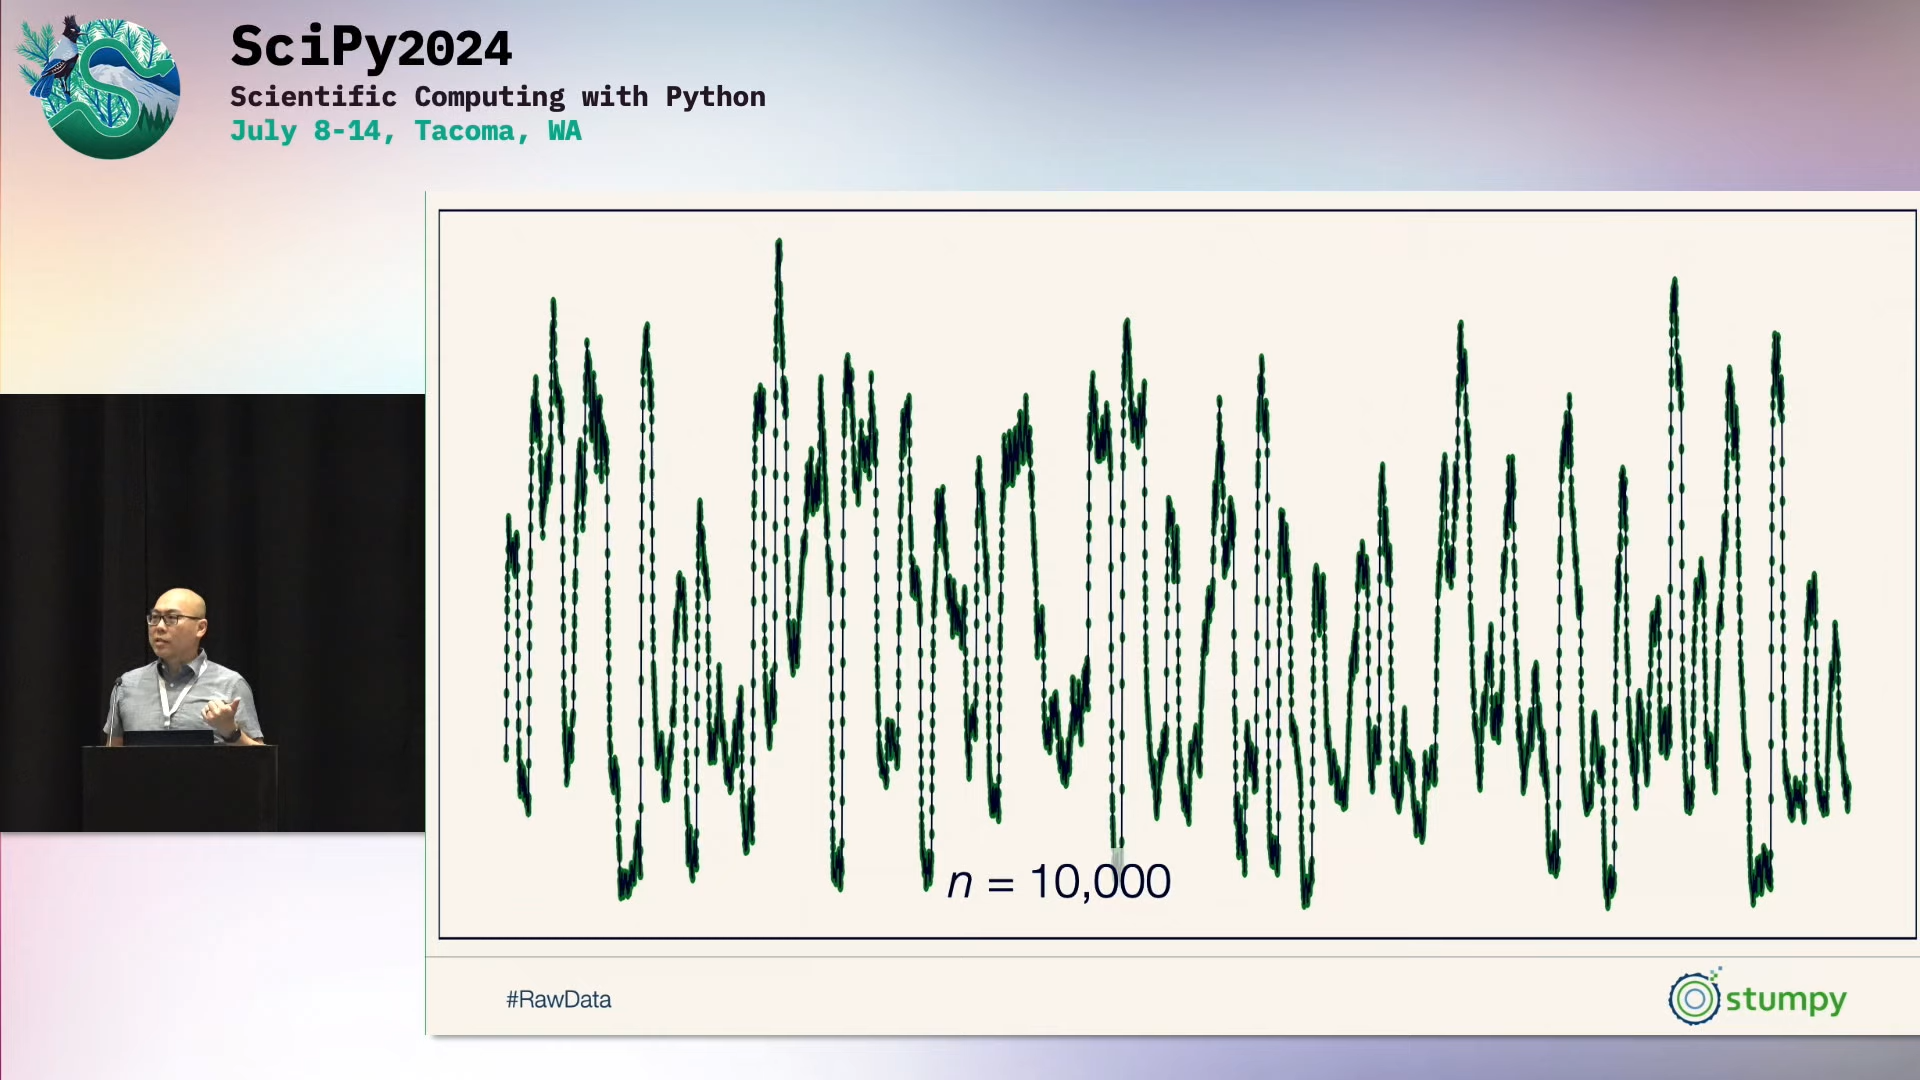 SciPy2024
Scientific Computing with Python
July 8-14, Tacoma, WA
n = 10,000
#RawData
stumpy